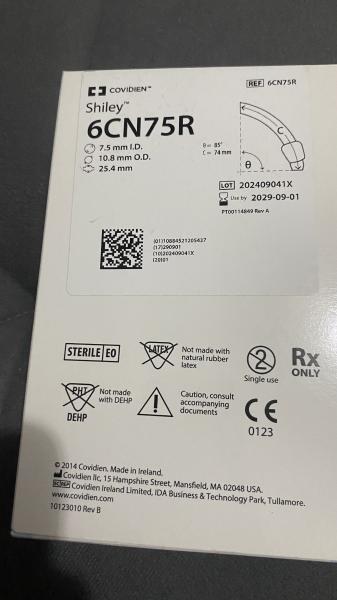 COVIDIEN™
REF 6CN75R
Shiley™
6CN75R
7.5 mm I.D.
10.8 mm O.D.
25.4 mm
θ = 85°
C = 74 mm
C
θ
LOT 202409041X
Use by 2029-09-01
PT00114849 Rev A
(01)10884521205437
(17)290901
(10)202409041X
(20)01
STERILE EO
LATEX
Not made with
natural rubber
latex
2
Single use
Rx
ONLY
PHT
DEHP
Not made
with DEHP
Caution, consult
accompanying
documents
CE
0123
© 2014 Covidien. Made in Ireland.
Covidien llc, 15 Hampshire Street, Mansfield, MA 02048 USA.
EC REP Covidien Ireland Limited, IDA Business & Technology Park, Tullamore.
www.covidien.com
10123010 Rev B